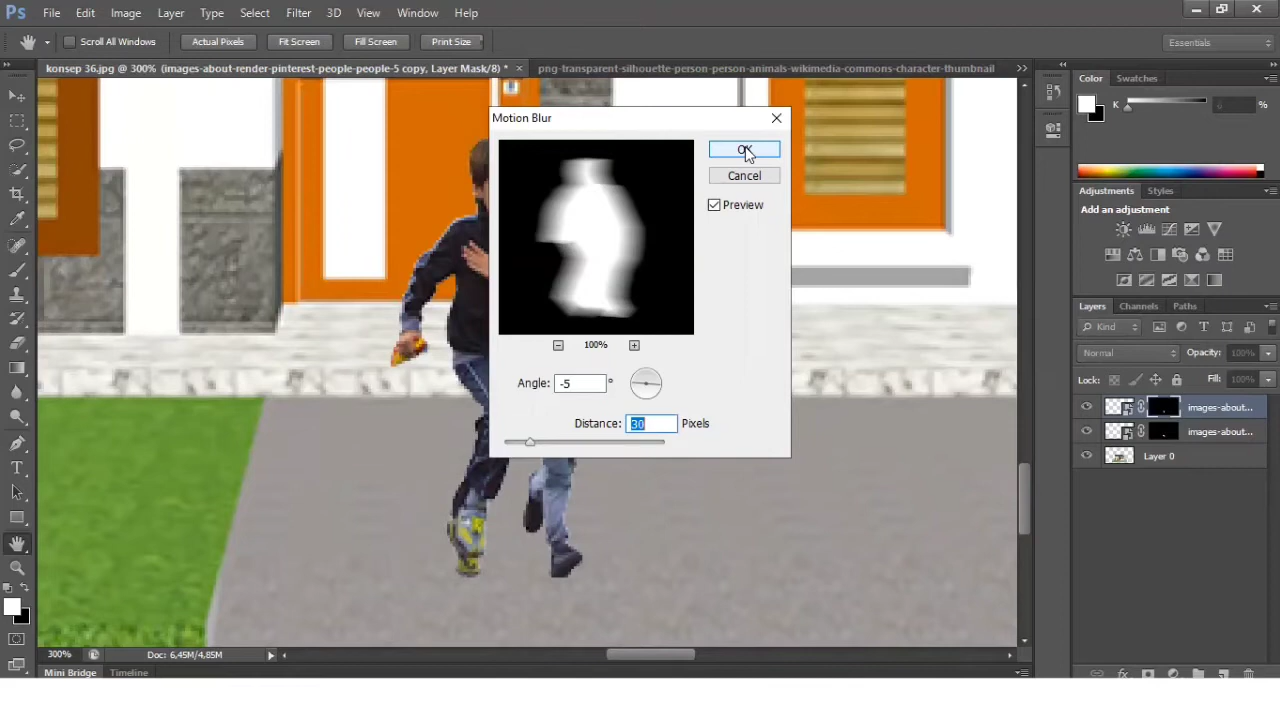 Ps File Edit Image Layer Type Select Filter 3D View Window Help
Scroll All Windows Actual Pixels Fit Screen Fill Screen Print Size Essentials
konsep 36.jpg @ 300% (images-about-render-pinterest-people-people-5 copy, Layer Mask/8) * × png-transparent-silhouette-person-person-animals-wikimedia-commons-character-thumbnail
Color Swatches
K %
Motion Blur
OK
Cancel
Preview
100%
Angle: -5 °
Distance: 30 Pixels
Adjustments Styles
Add an adjustment
Layers Channels Paths
Kind
Normal Opacity: 100%
Lock: Fill: 100%
images-about...
images-about...
Layer 0
300% Doc: 6,45M/4,85M
Mini Bridge Timeline